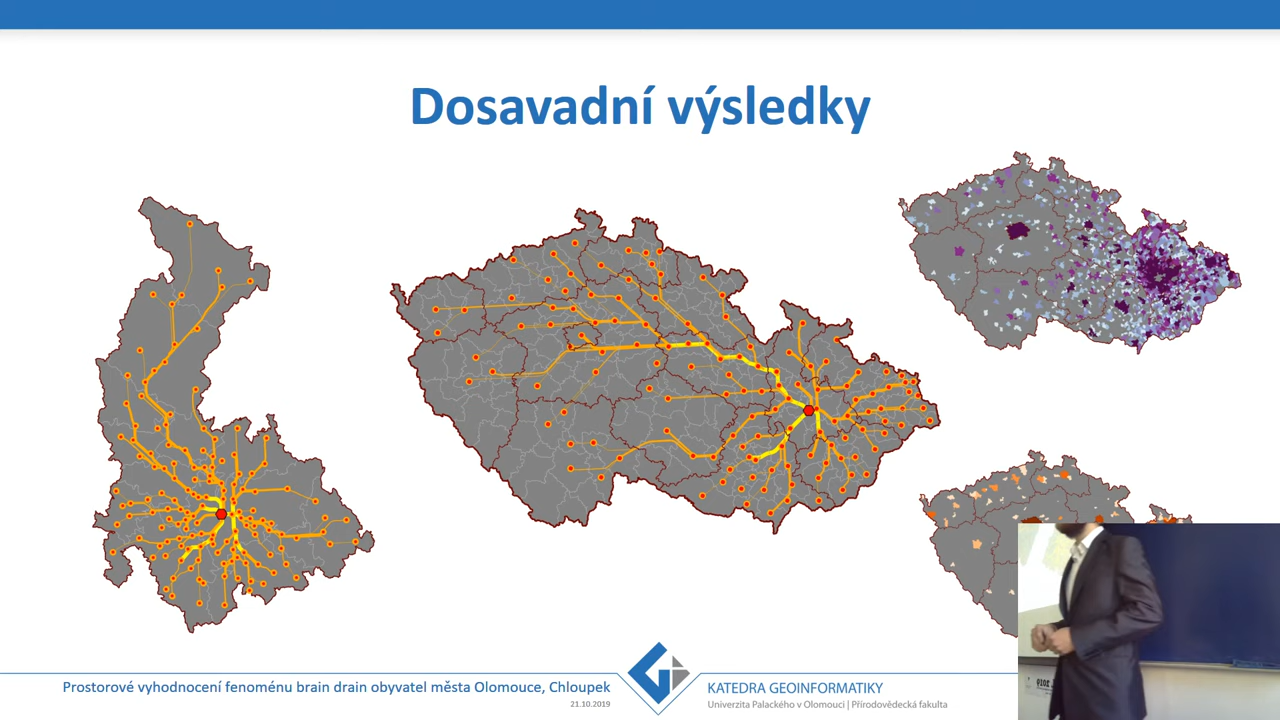 Dosavadní výsledky
Prostorové vyhodnocení fenoménu brain drain obyvatel města Olomouce, Chloupek
21.10.2019
KATEDRA GEOINFORMATIKY
Univerzita Palackého v Olomouci | Přírodovědecká fakulta